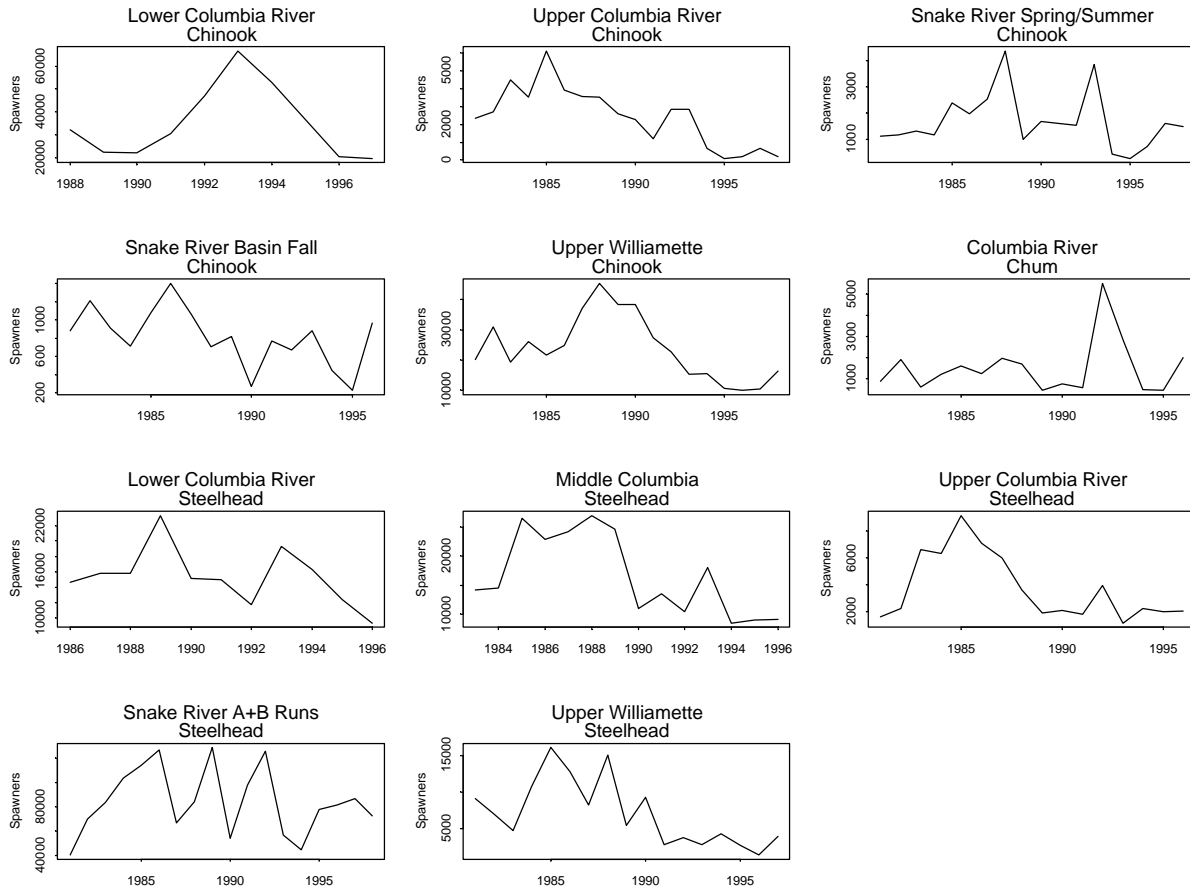 Lower Columbia River
Chinook
Spawners
20000 40000 60000
1988 1990 1992 1994 1996
Upper Columbia River
Chinook
Spawners
0 2000 5000
1985 1990 1995
Snake River Spring/Summer
Chinook
Spawners
1000 3000
1985 1990 1995
Snake River Basin Fall
Chinook
Spawners
200 600 1000
1985 1990 1995
Upper Williamette
Chinook
Spawners
10000 30000
1985 1990 1995
Columbia River
Chum
Spawners
1000 3000 5000
1985 1990 1995
Lower Columbia River
Steelhead
Spawners
10000 16000 22000
1986 1988 1990 1992 1994 1996
Middle Columbia
Steelhead
Spawners
10000 20000
1984 1986 1988 1990 1992 1994 1996
Upper Columbia River
Steelhead
Spawners
2000 6000
1985 1990 1995
Snake River A+B Runs
Steelhead
Spawners
40000 80000
1985 1990 1995
Upper Williamette
Steelhead
Spawners
5000 15000
1985 1990 1995